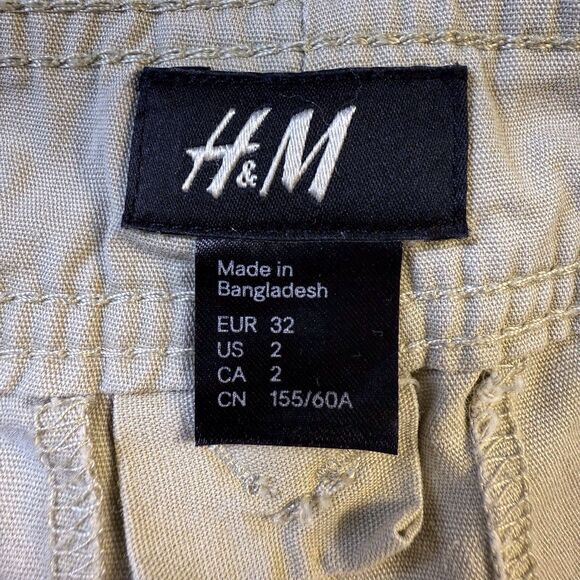 H&M
Made in
Bangladesh
EUR 32
US 2
CA 2
CN 155/60A